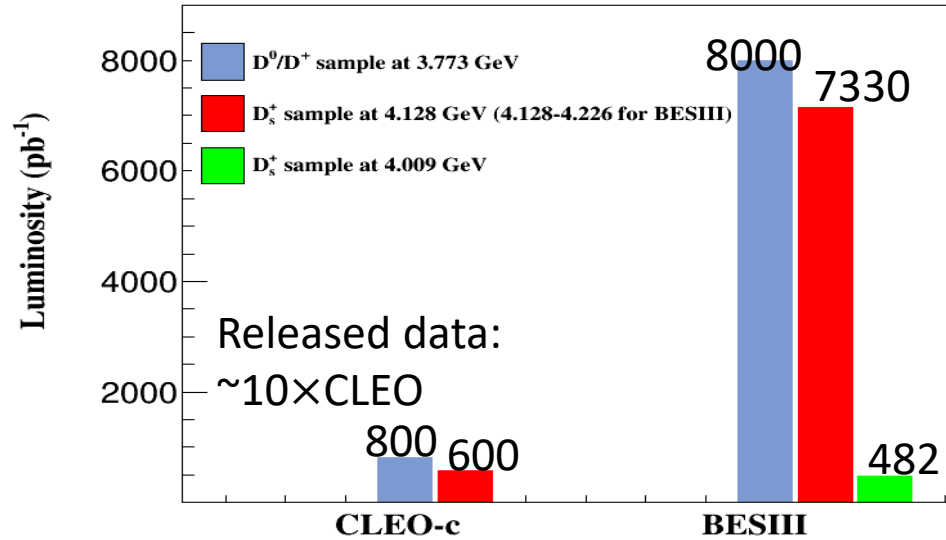 8000
6000
4000
2000
Luminosity (pb⁻¹)
D⁰/D⁺ sample at 3.773 GeV
Dₛ⁺ sample at 4.128 GeV (4.128-4.226 for BESIII)
Dₛ⁺ sample at 4.009 GeV
Released data:
~10×CLEO
800
600
8000
7330
482
CLEO-c
BESIII